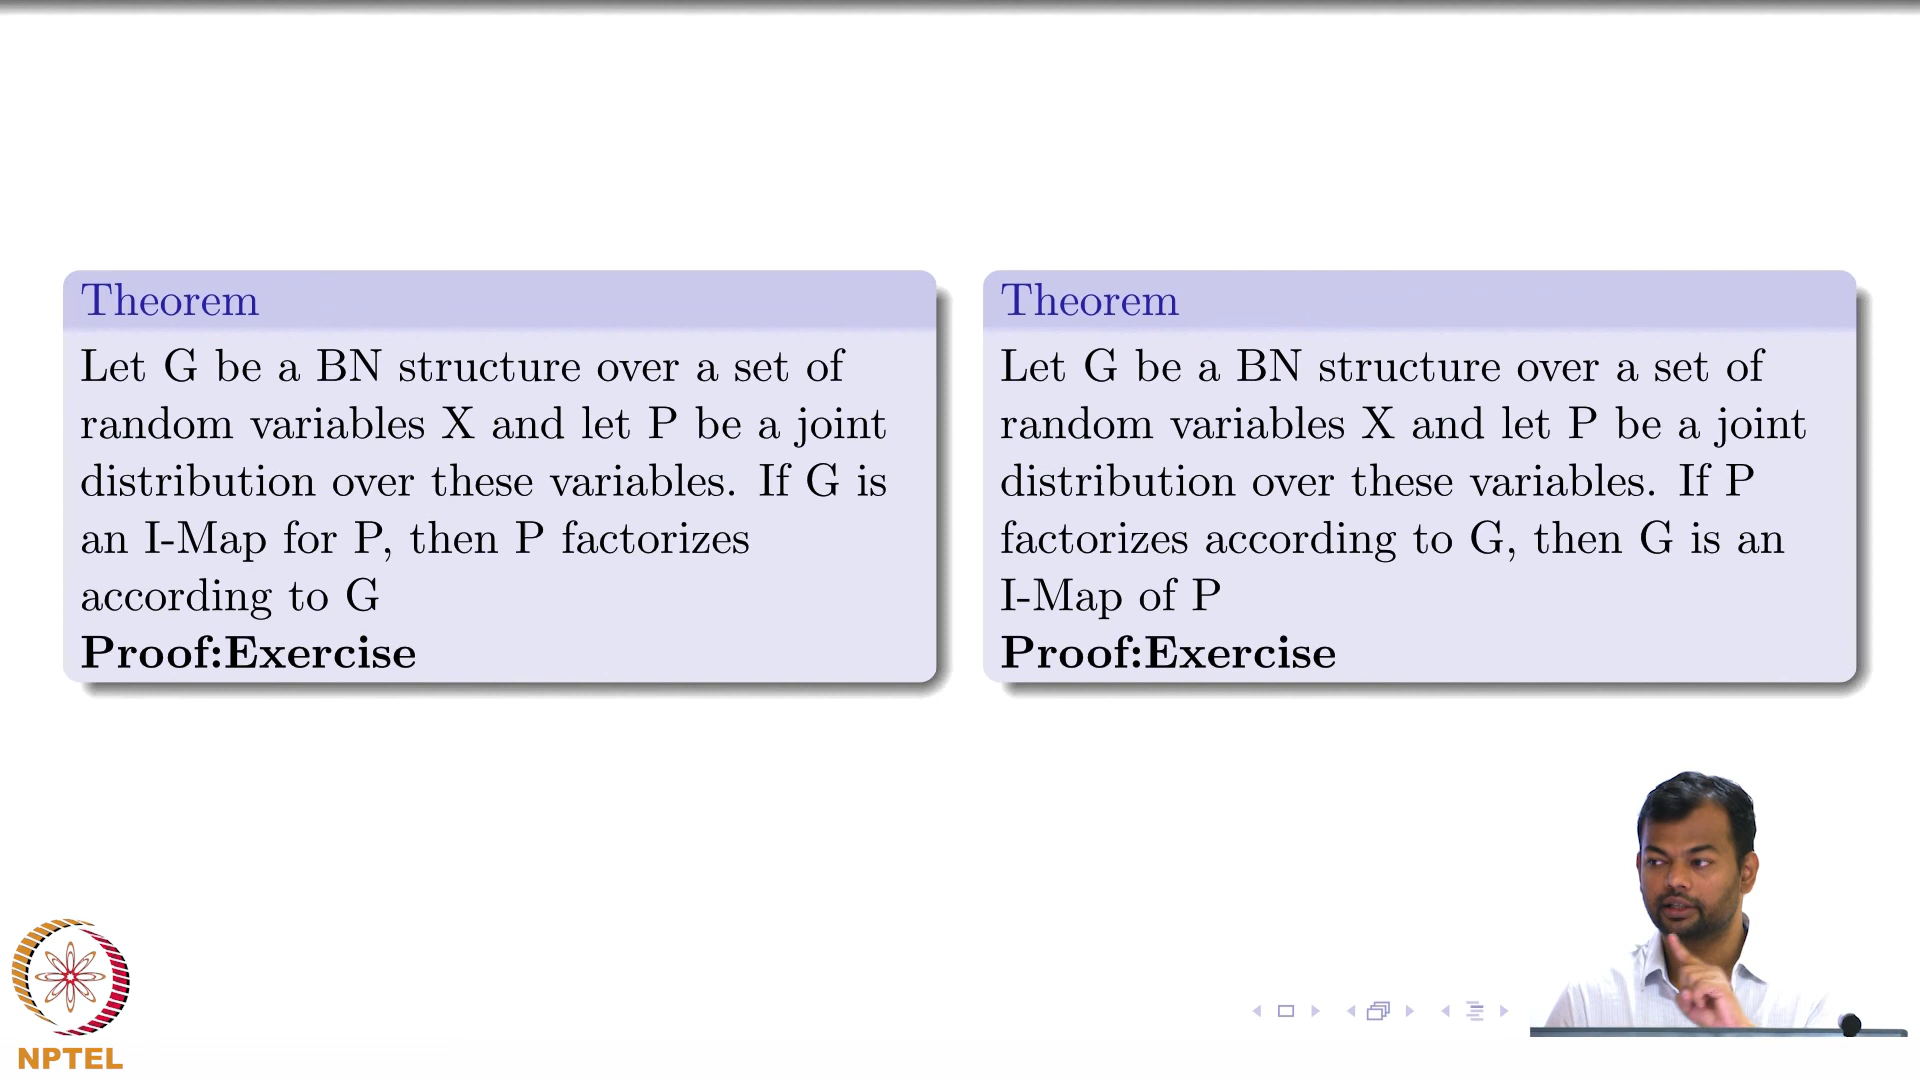 Theorem
Let G be a BN structure over a set of
random variables X and let P be a joint
distribution over these variables. If G is
an I-Map for P, then P factorizes
according to G
Proof:Exercise
Theorem
Let G be a BN structure over a set of
random variables X and let P be a joint
distribution over these variables. If P
factorizes according to G, then G is an
I-Map of P
Proof:Exercise
NPTEL